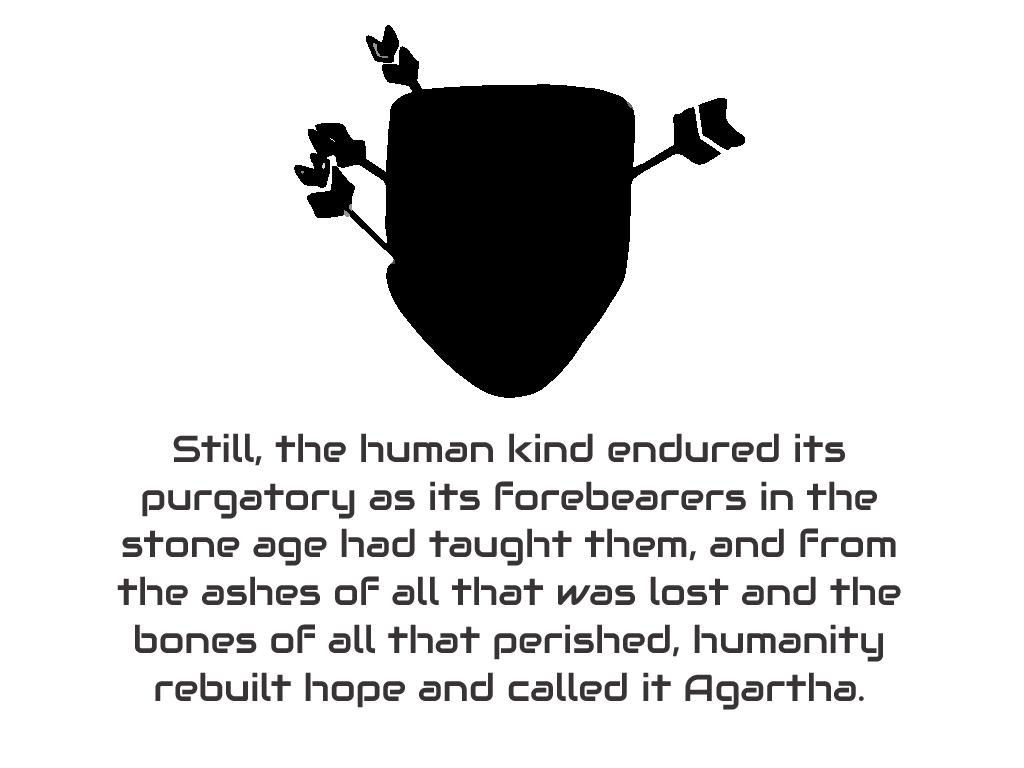 Still, the human kind endured its
purgatory as its forebearers in the
stone age had taught them, and from
the ashes of all that was lost and the
bones of all that perished, humanity
rebuilt hope and called it Agartha.